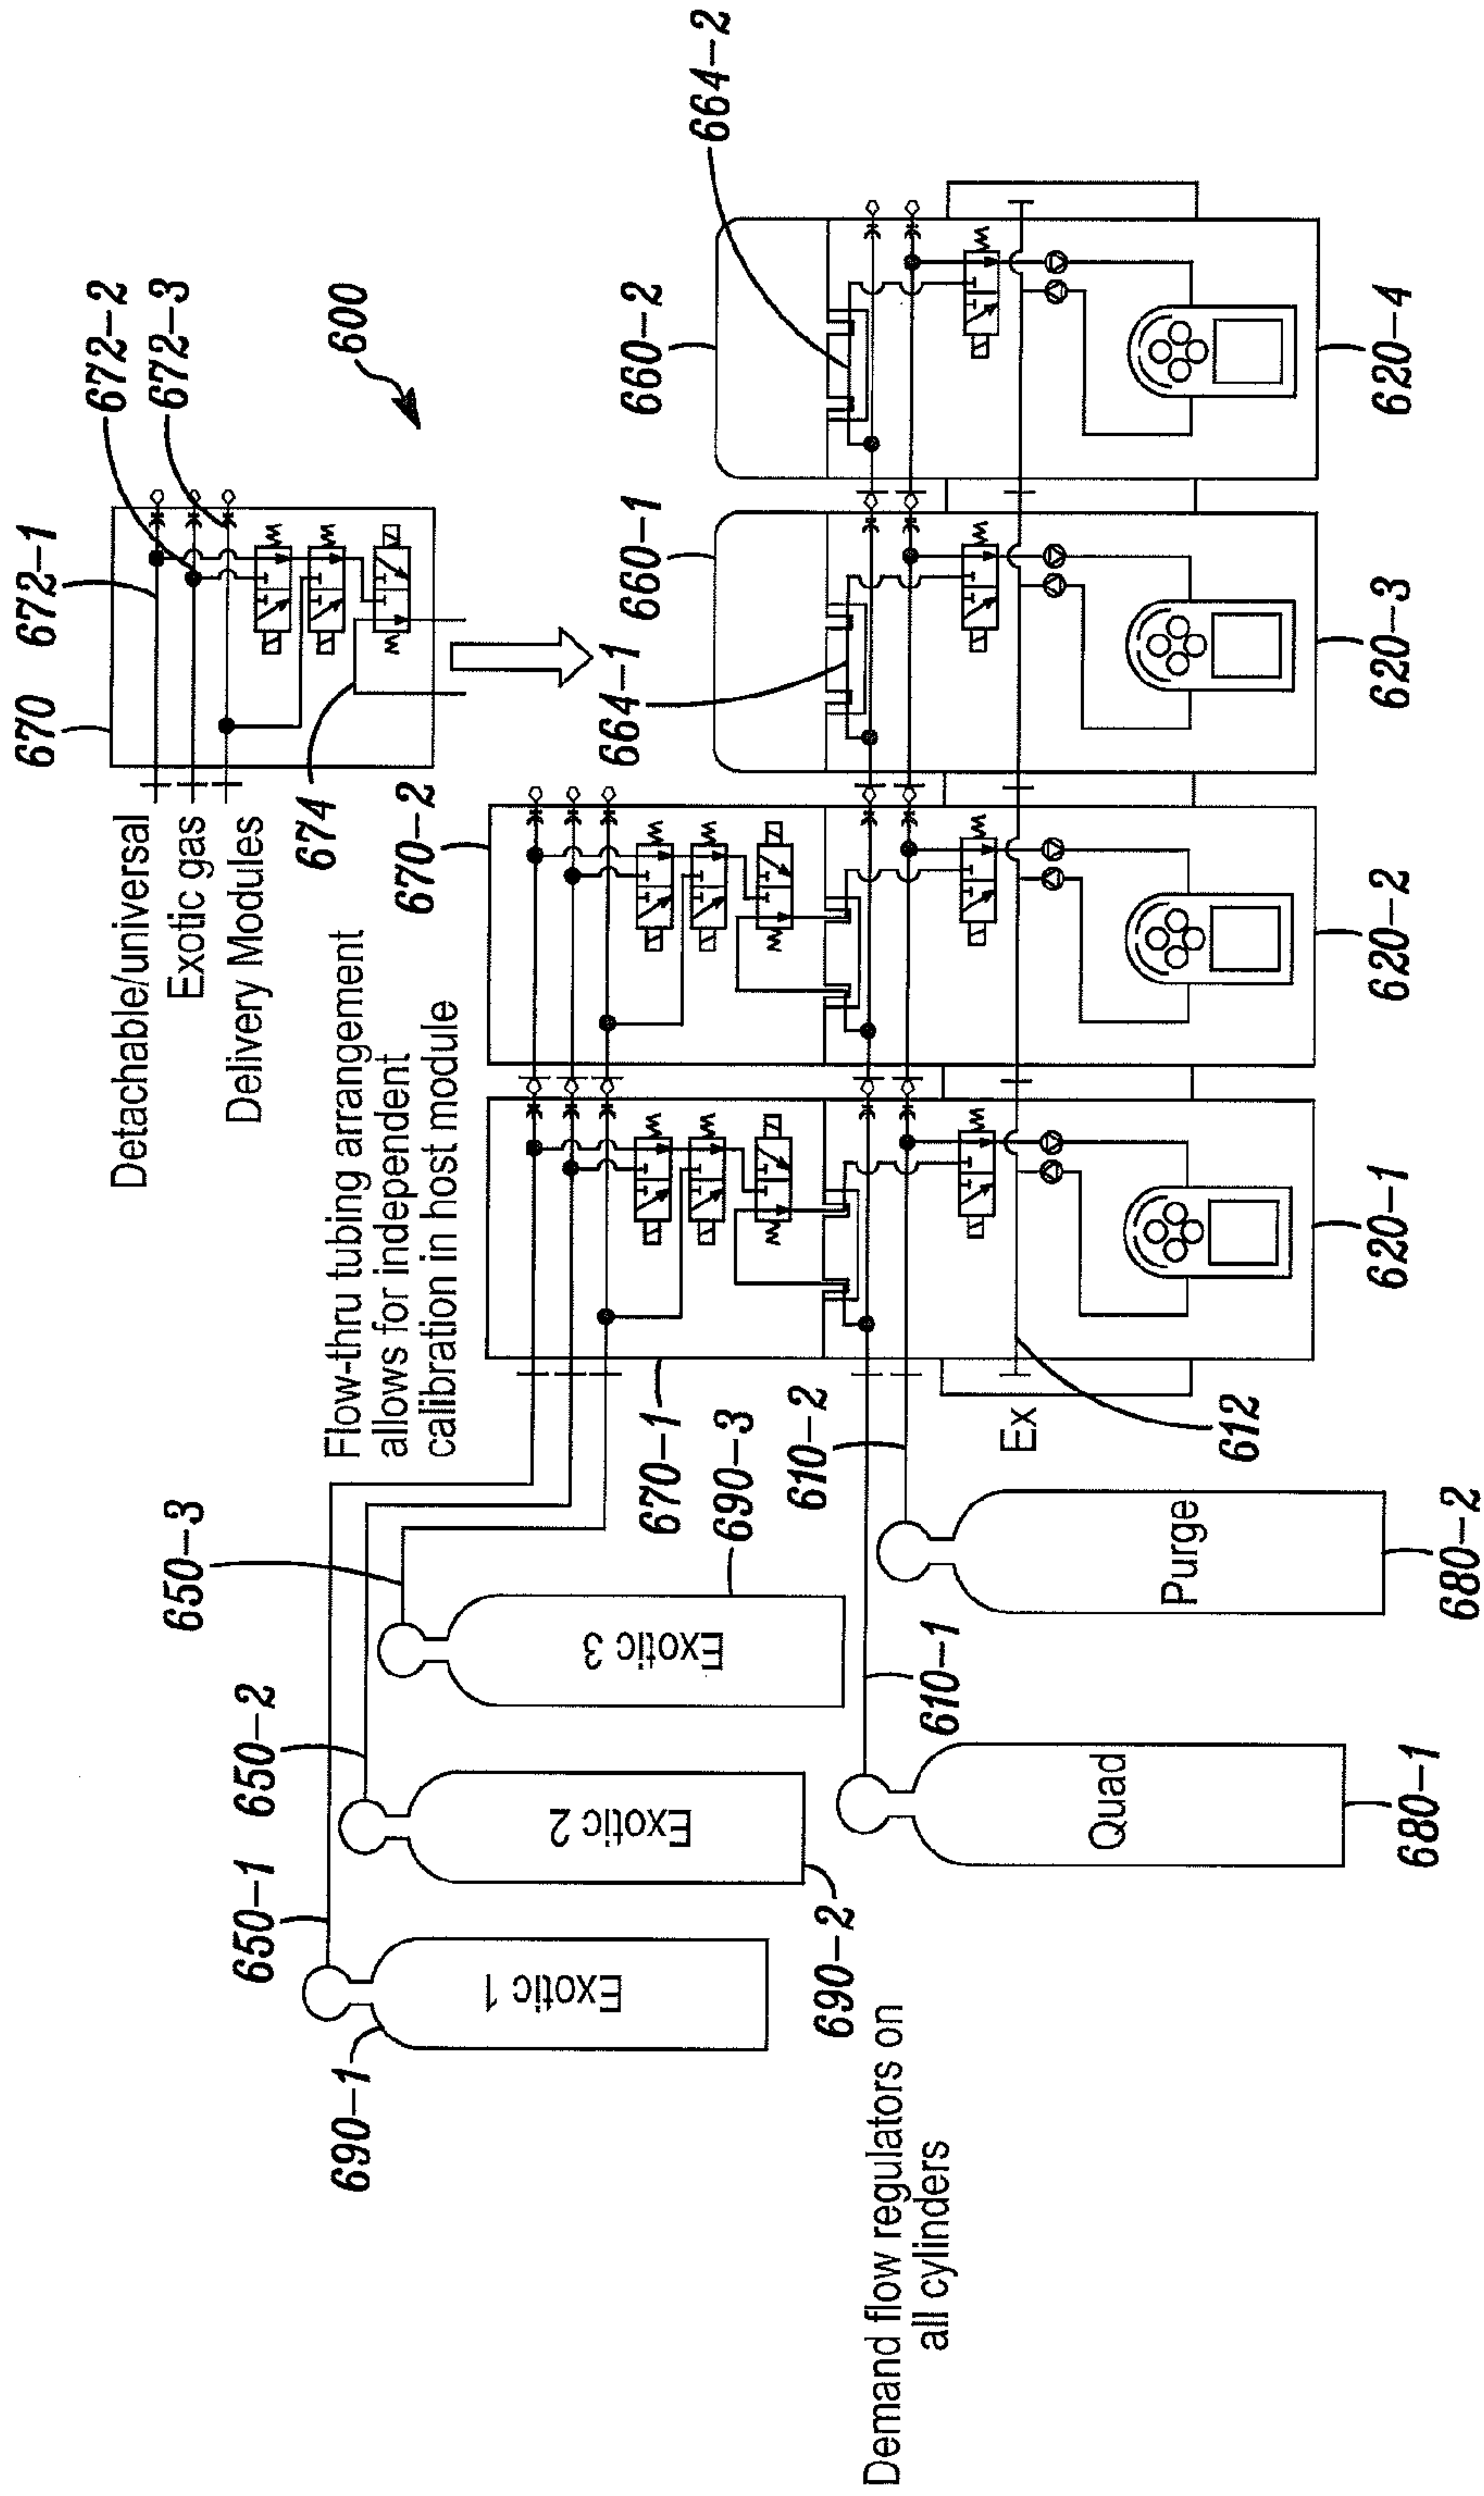 670
672-1
672-2
672-3
600
Detachable/universal
Exotic gas
Delivery Modules
674
Flow-thru tubing arrangement
allows for independent
calibration in host module
670-2
664-1
660-1
660-2
664-2
650-1
650-2
650-3
690-1
Exotic 1
690-2
Exotic 2
690-3
Exotic 3
670-1
610-1
610-2
Ex
612
620-1
620-2
620-3
620-4
Demand flow regulators on
all cylinders
Quad
680-1
Purge
680-2